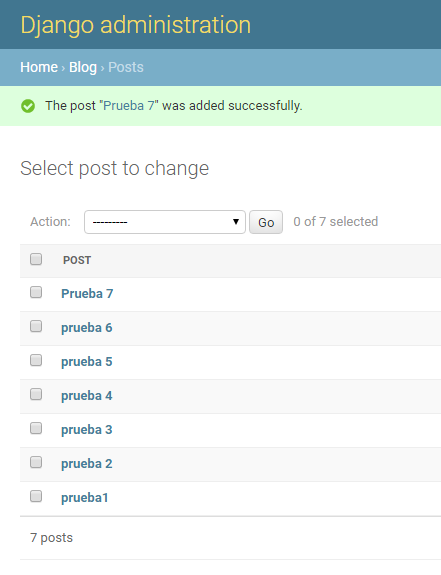 Django administration
Home › Blog › Posts
The post "Prueba 7" was added successfully.
Select post to change
Action: --------- Go 0 of 7 selected
POST
Prueba 7
prueba 6
prueba 5
prueba 4
prueba 3
prueba 2
prueba1
7 posts